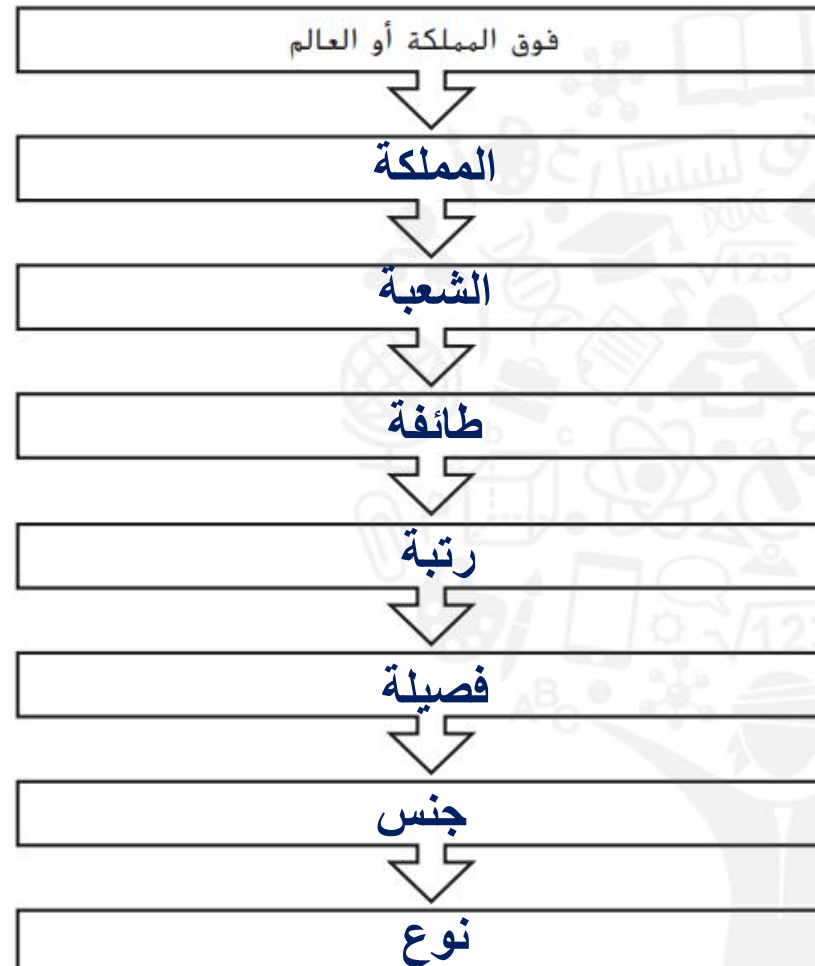 فوق المملكة أو العالم
المملكة
الشعبة
طائفة
رتبة
فصيلة
جنس
نوع